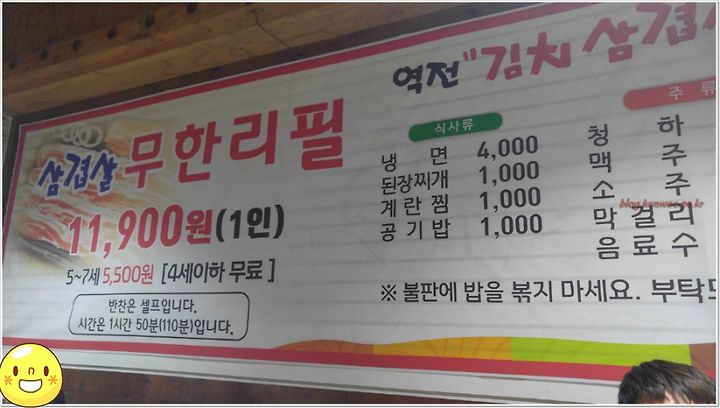 삼겹살 무한리필
11,900원(1인)
5~7세 5,500원 [4세이하 무료]
반찬은 셀프입니다.
시간은 1시간 50분(110분)입니다.
역전 "김치 삼겹
식사류
냉 면 4,000
된장찌개 1,000
계 란 찜 1,000
공 기 밥 1,000
주 류
청 하
맥 주
소 주
막 걸 리
음 료 수
※ 불판에 밥을 볶지 마세요. 부탁드